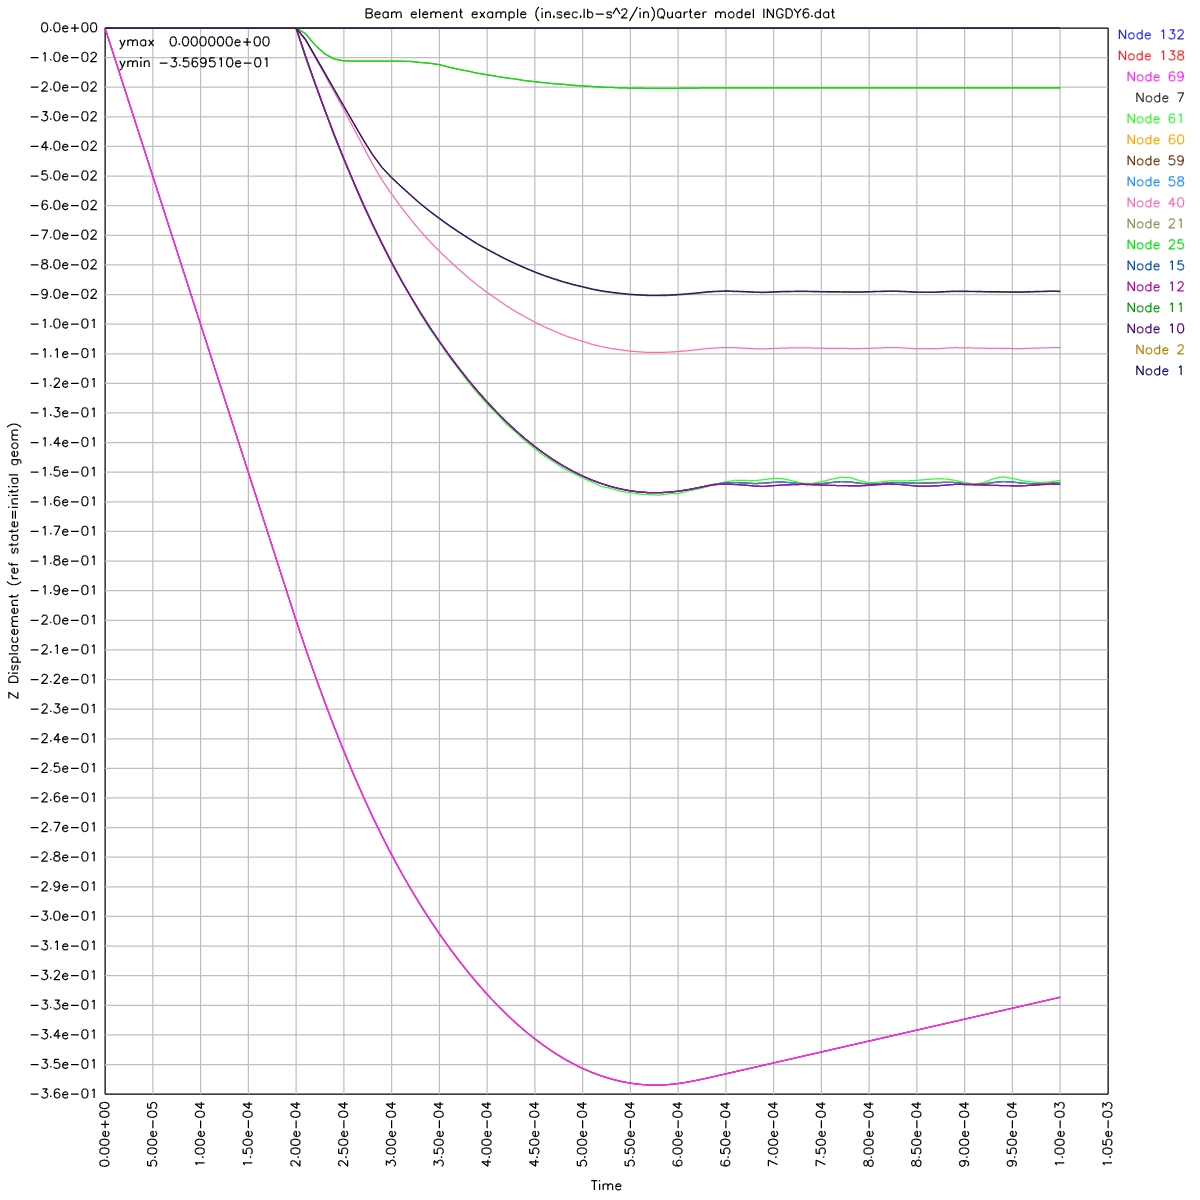 Beam element example (in.sec.lb-s^2/in)Quarter model INGDY6.dat
ymax 0.000000e+00
ymin -3.569510e-01
Z Displacement (ref state=initial geom)
0.0e+00
-1.0e-02
-2.0e-02
-3.0e-02
-4.0e-02
-5.0e-02
-6.0e-02
-7.0e-02
-8.0e-02
-9.0e-02
-1.0e-01
-1.1e-01
-1.2e-01
-1.3e-01
-1.4e-01
-1.5e-01
-1.6e-01
-1.7e-01
-1.8e-01
-1.9e-01
-2.0e-01
-2.1e-01
-2.2e-01
-2.3e-01
-2.4e-01
-2.5e-01
-2.6e-01
-2.7e-01
-2.8e-01
-2.9e-01
-3.0e-01
-3.1e-01
-3.2e-01
-3.3e-01
-3.4e-01
-3.5e-01
-3.6e-01
0.00e+00
5.00e-05
1.00e-04
1.50e-04
2.00e-04
2.50e-04
3.00e-04
3.50e-04
4.00e-04
4.50e-04
5.00e-04
5.50e-04
6.00e-04
6.50e-04
7.00e-04
7.50e-04
8.00e-04
8.50e-04
9.00e-04
9.50e-04
1.00e-03
1.05e-03
Time
Node 132
Node 138
Node 69
Node 7
Node 61
Node 60
Node 59
Node 58
Node 40
Node 21
Node 25
Node 15
Node 12
Node 11
Node 10
Node 2
Node 1